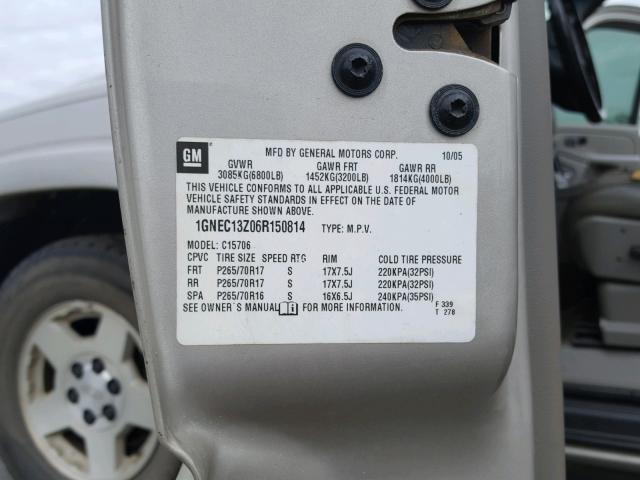 GM
MFD BY GENERAL MOTORS CORP. 10/05
GVWR GAWR FRT GAWR RR
3085KG(6800LB) 1452KG(3200LB) 1814KG(4000LB)
THIS VEHICLE CONFORMS TO ALL APPLICABLE U.S. FEDERAL MOTOR
VEHICLE SAFETY STANDARDS IN EFFECT ON THE DATE OF
MANUFACTURE SHOWN ABOVE.
1GNEC13Z06R150814 TYPE: M.P.V.
MODEL: C15706
CPVC TIRE SIZE SPEED RTG RIM COLD TIRE PRESSURE
FRT P265/70R17 S 17X7.5J 220KPA(32PSI)
RR P265/70R17 S 17X7.5J 220KPA(32PSI)
SPA P265/70R16 S 16X6.5J 240KPA(35PSI)
SEE OWNER'S MANUAL FOR MORE INFORMATION. F 339
T 278